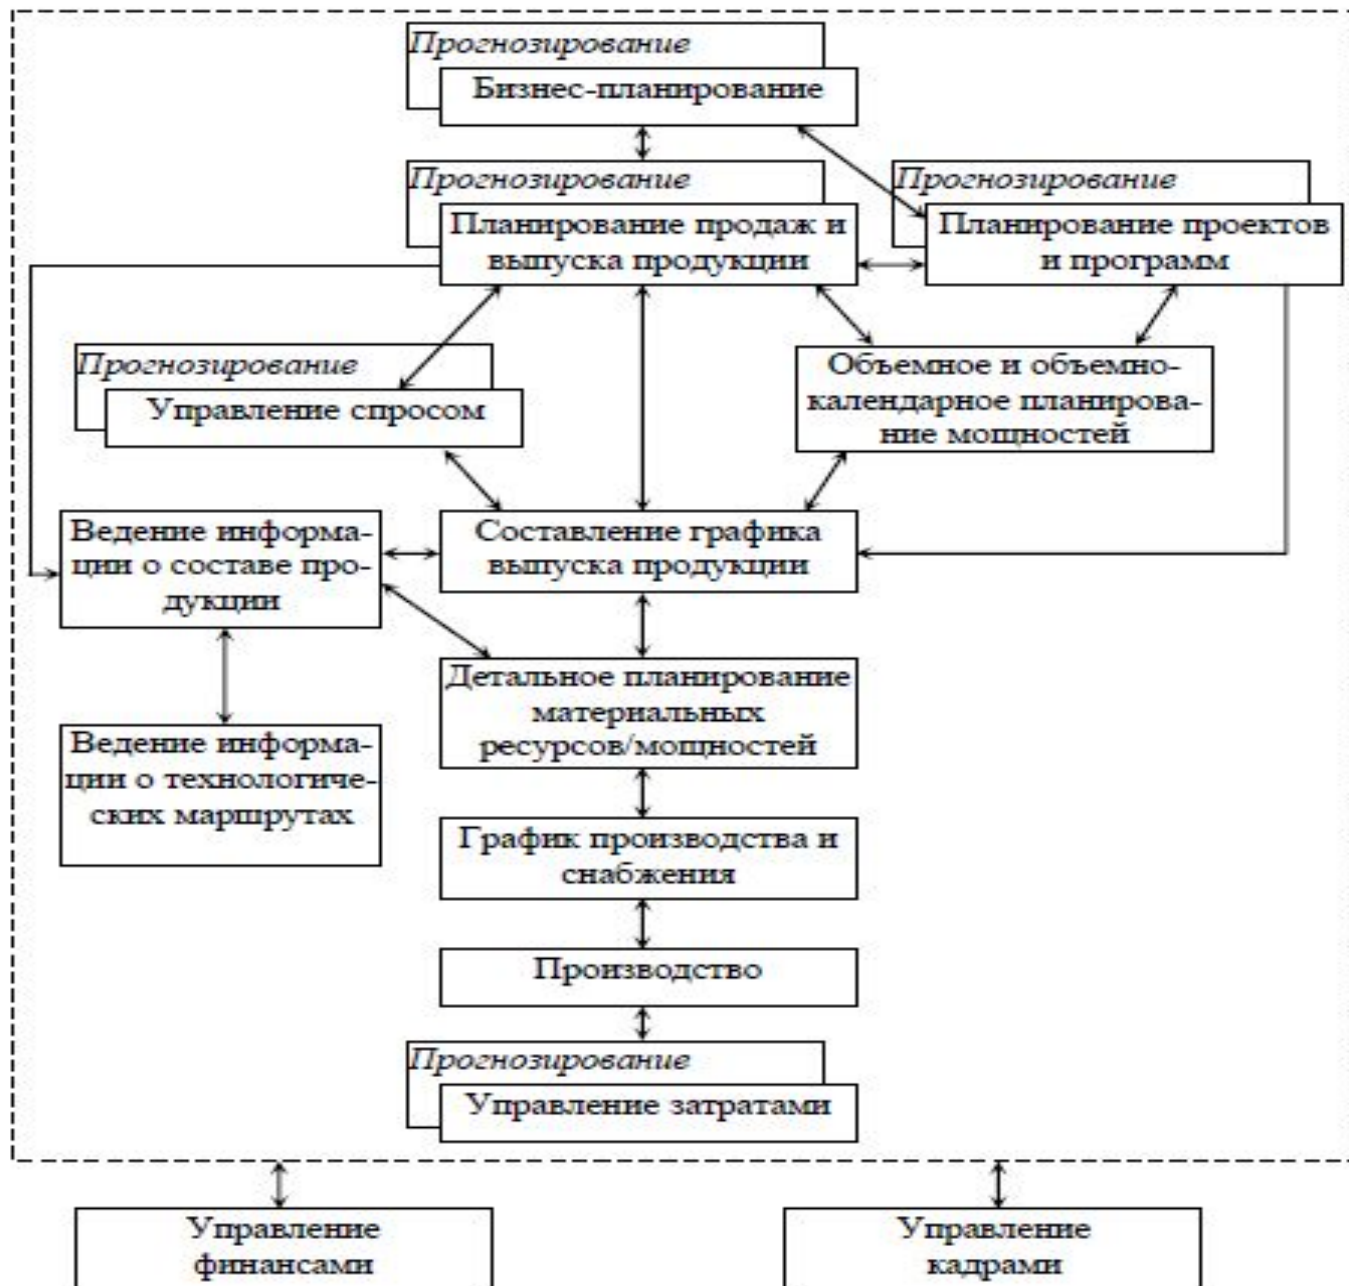 Прогнозирование
Бизнес-планирование
Прогнозирование
Планирование продаж и
выпуска продукции
Прогнозирование
Планирование проектов
и программ
Прогнозирование
Управление спросом
Объемное и объемно-
календарное планирова-
ние мощностей
Ведение информа-
ции о составе про-
дукции
Составление графика
выпуска продукции
Детальное планирование
материальных
ресурсов/мощностей
Ведение информа-
ции о технологиче-
ских маршрутах
График производства и
снабжения
Производство
Прогнозирование
Управление затратами
Управление
финансами
Управление
кадрами